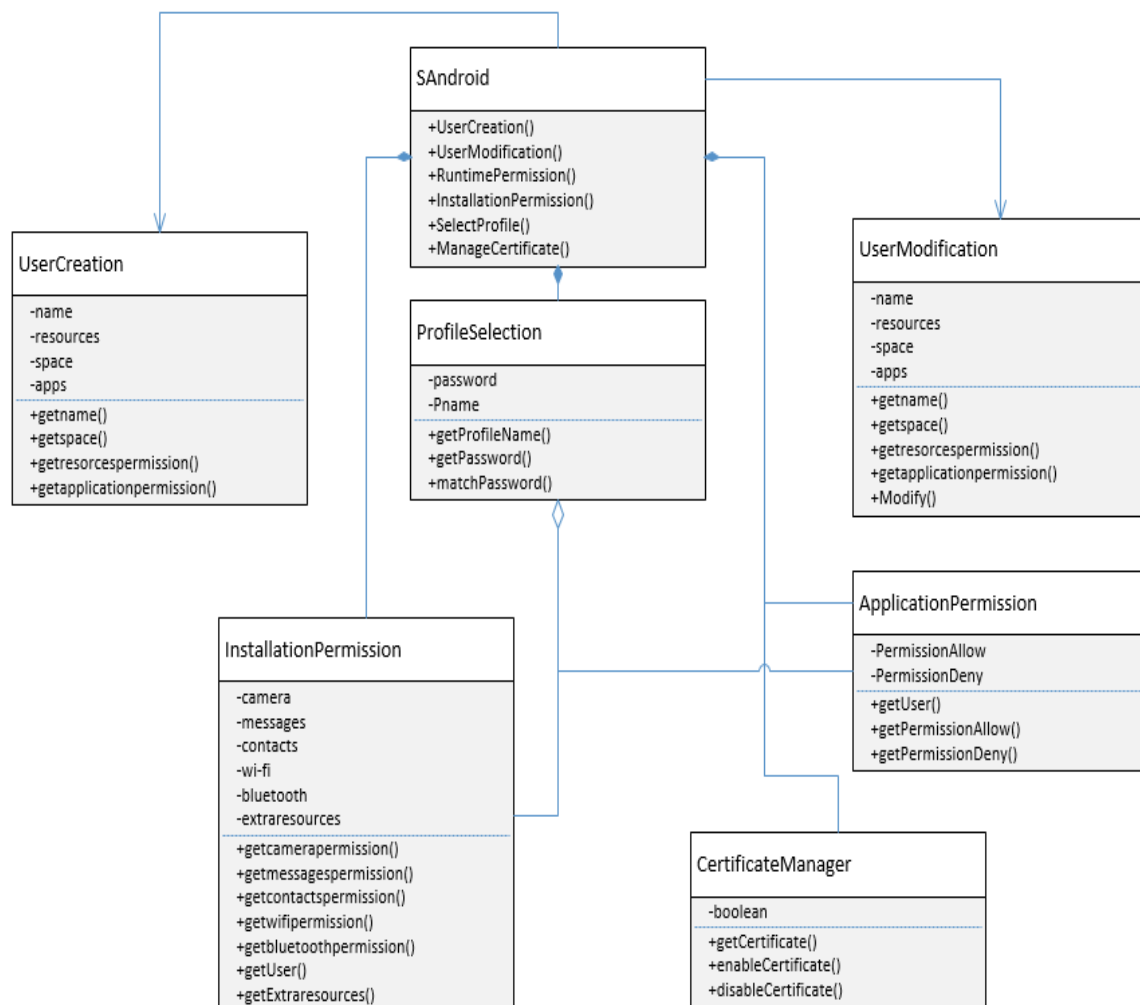 SAndroid
+UserCreation()
+UserModification()
+RuntimePermission()
+InstallationPermission()
+SelectProfile()
+ManageCertificate()
UserCreation
-name
-resources
-space
-apps
+getname()
+getspace()
+getresorcespermission()
+getapplicationpermission()
ProfileSelection
-password
-Pname
+getProfileName()
+getPassword()
+matchPassword()
UserModification
-name
-resources
-space
-apps
+getname()
+getspace()
+getresorcespermission()
+getapplicationpermission()
+Modify()
InstallationPermission
-camera
-messages
-contacts
-wi-fi
-bluetooth
-extraresources
+getcamerapermission()
+getmessagespermission()
+getcontactspermission()
+getwifipermission()
+getbluetoothpermission()
+getUser()
+getExtraresources()
ApplicationPermission
-PermissionAllow
-PermissionDeny
+getUser()
+getPermissionAllow()
+getPermissionDeny()
CertificateManager
-boolean
+getCertificate()
+enableCertificate()
+disableCertificate()